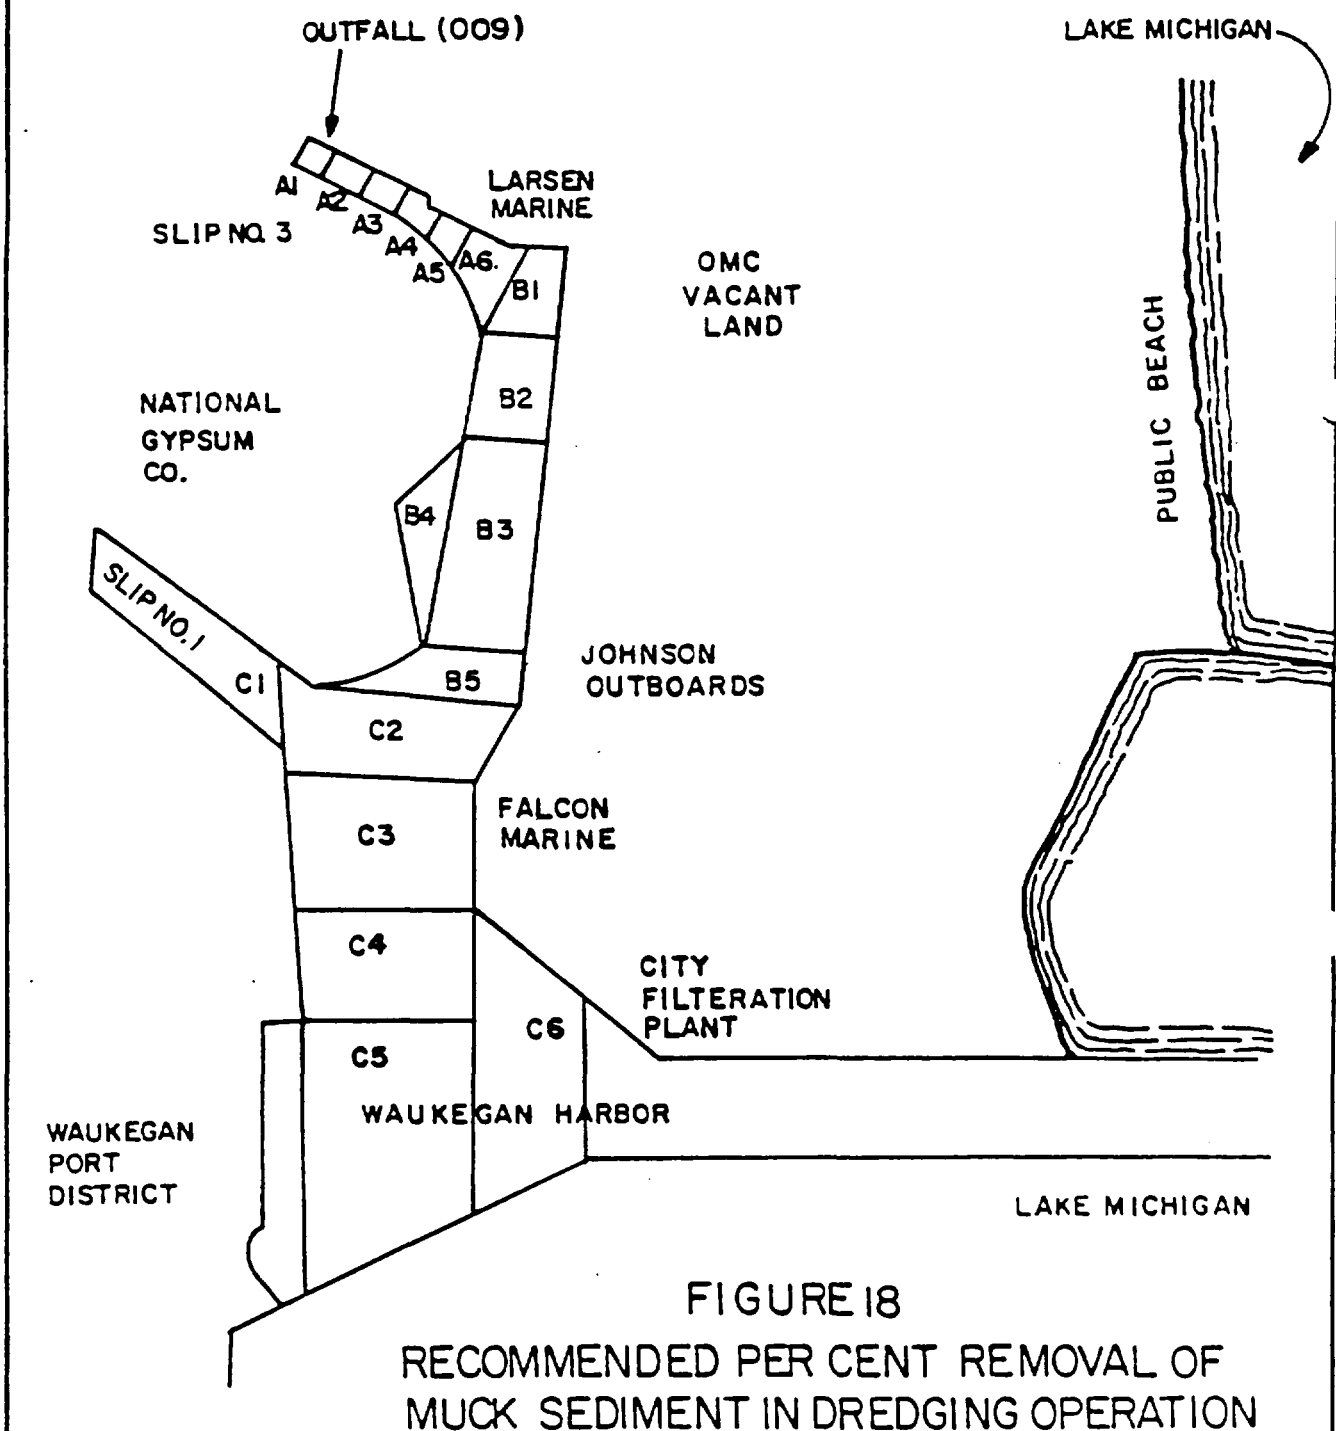 OUTFALL (009)
LAKE MICHIGAN
A1
A2
A3
A4
A5
A6.
SLIP NO. 3
LARSEN
MARINE
B1
OMC
VACANT
LAND
PUBLIC BEACH
B2
NATIONAL
GYPSUM
CO.
B4
B3
SLIP NO. 1
C1
B5
JOHNSON
OUTBOARDS
C2
C3
FALCON
MARINE
C4
CITY
FILTERATION
PLANT
C6
C5
WAUKEGAN HARBOR
WAUKEGAN
PORT
DISTRICT
LAKE MICHIGAN
FIGURE 18
RECOMMENDED PER CENT REMOVAL OF
MUCK SEDIMENT IN DREDGING OPERATION